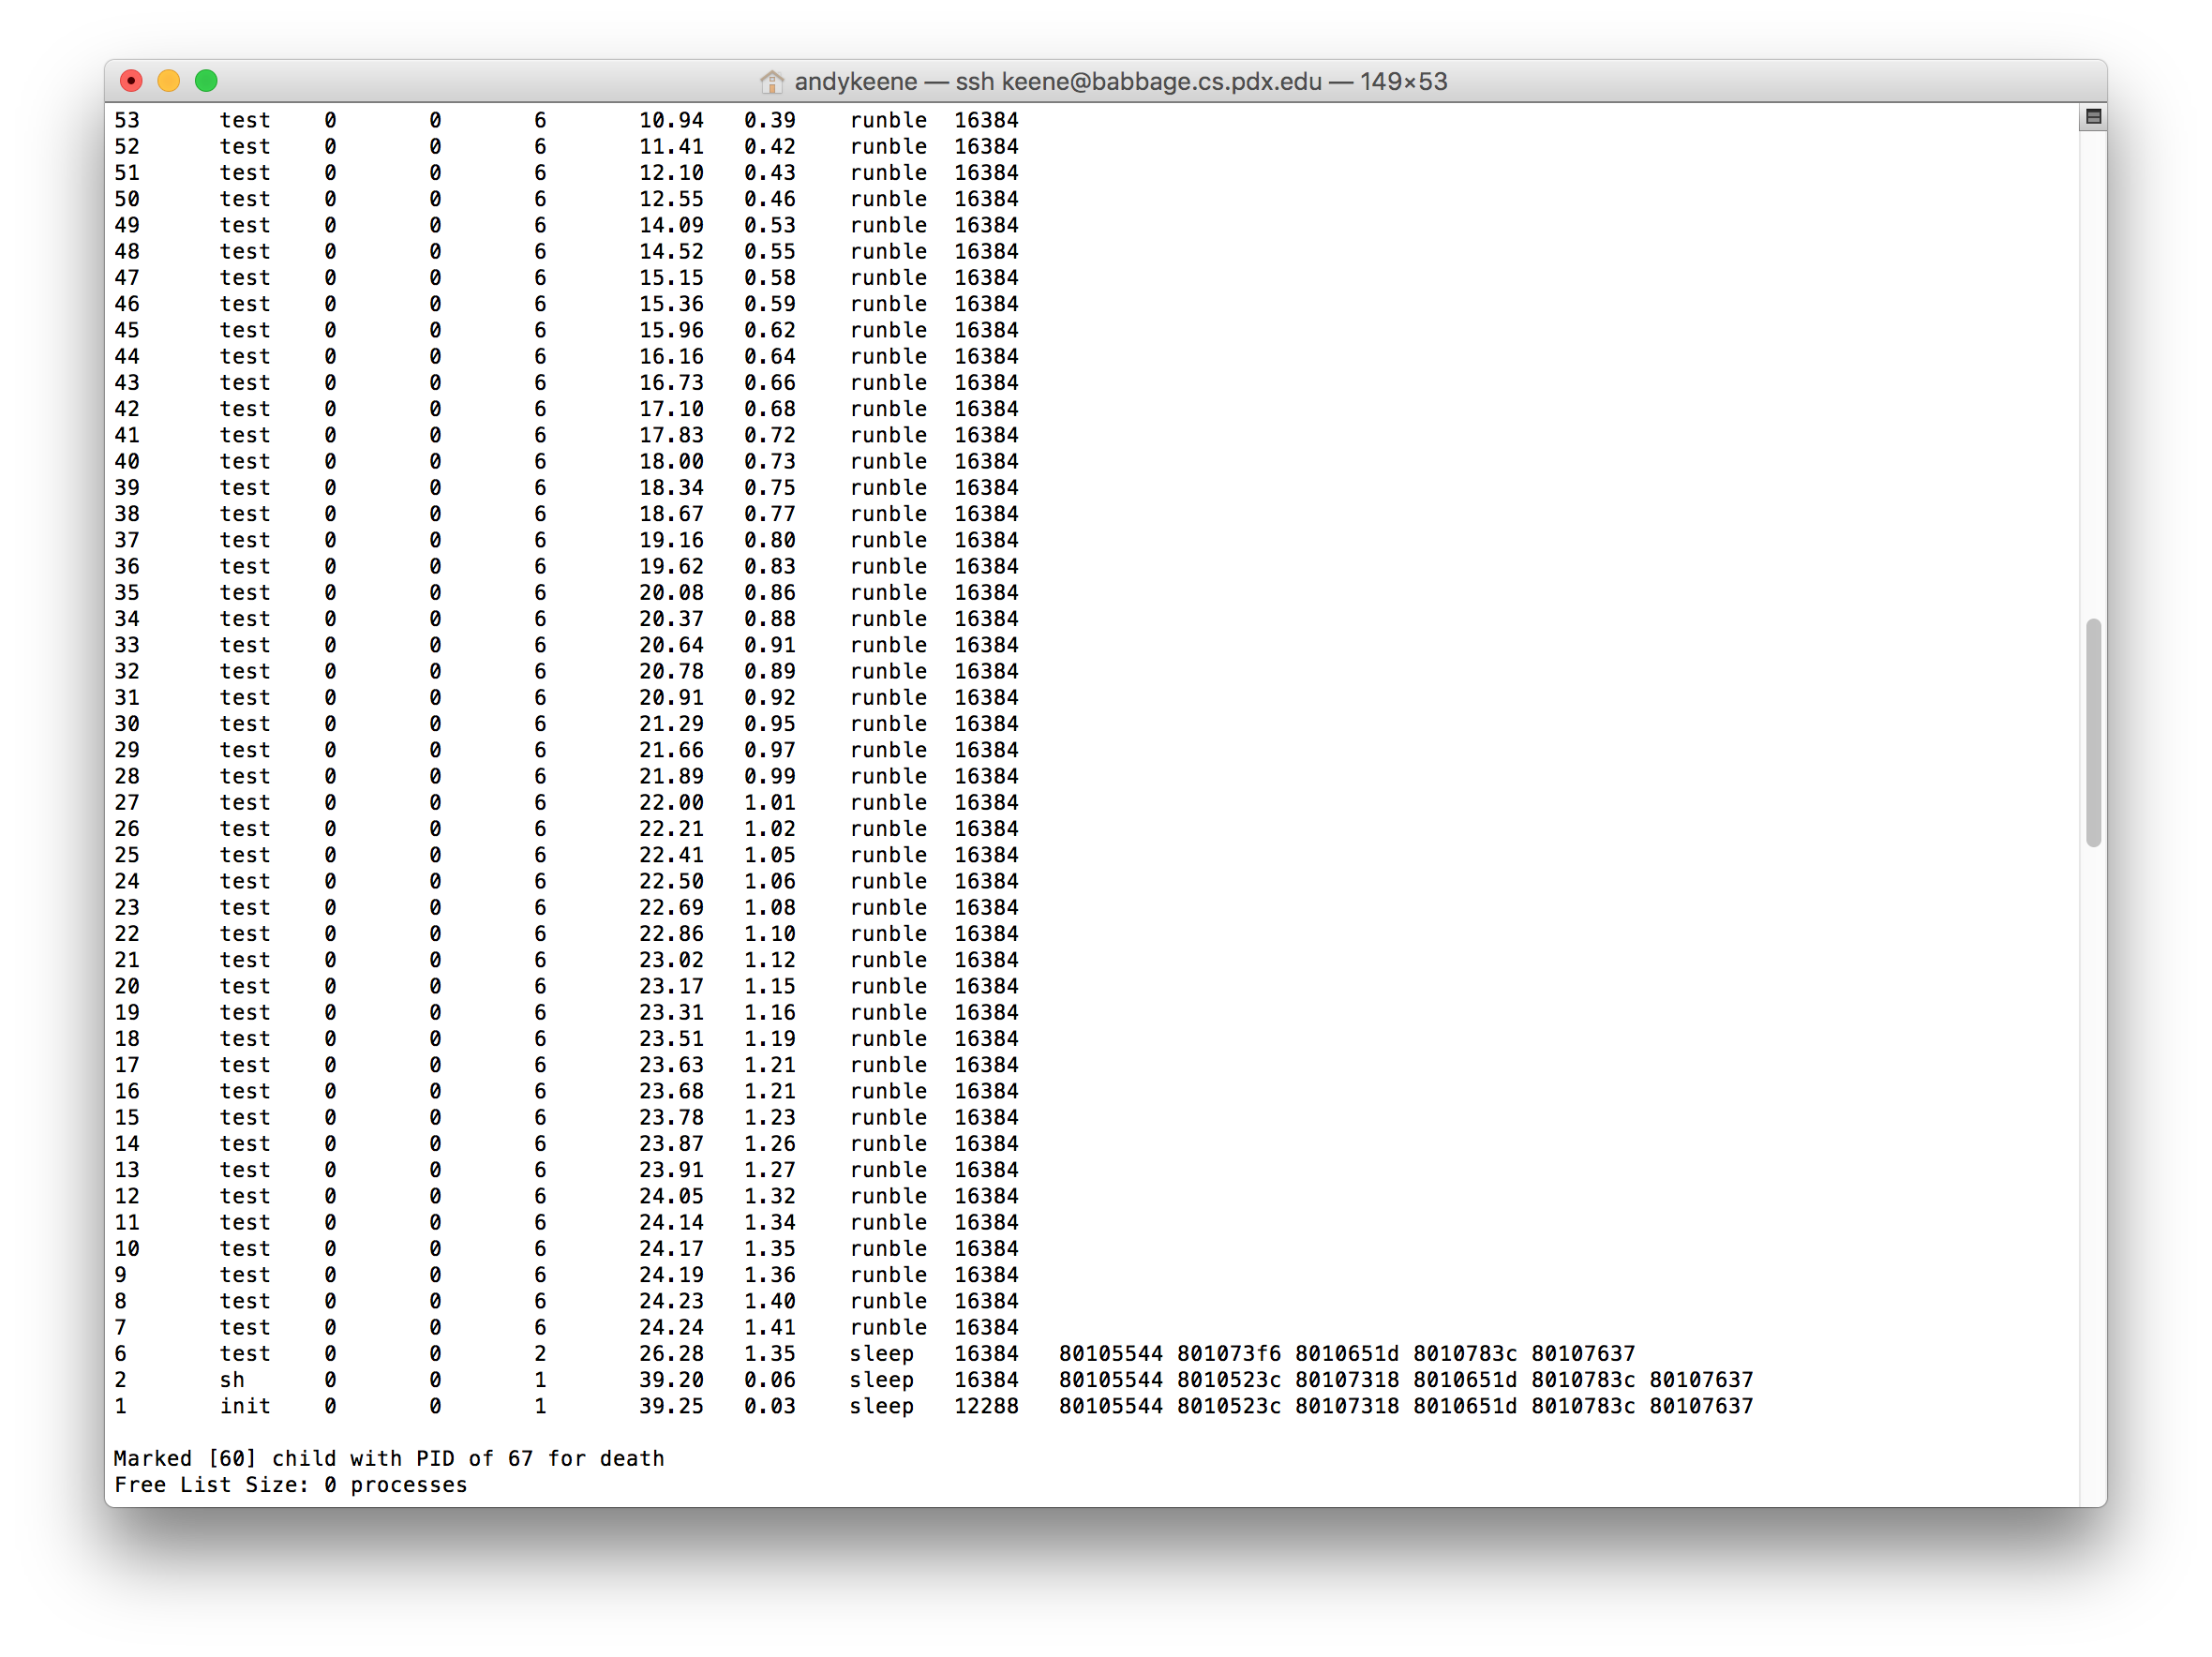 andykeene — ssh keene@babbage.cs.pdx.edu — 149×53
53 test 0 0 6 10.94 0.39 runble 16384
52 test 0 0 6 11.41 0.42 runble 16384
51 test 0 0 6 12.10 0.43 runble 16384
50 test 0 0 6 12.55 0.46 runble 16384
49 test 0 0 6 14.09 0.53 runble 16384
48 test 0 0 6 14.52 0.55 runble 16384
47 test 0 0 6 15.15 0.58 runble 16384
46 test 0 0 6 15.36 0.59 runble 16384
45 test 0 0 6 15.96 0.62 runble 16384
44 test 0 0 6 16.16 0.64 runble 16384
43 test 0 0 6 16.73 0.66 runble 16384
42 test 0 0 6 17.10 0.68 runble 16384
41 test 0 0 6 17.83 0.72 runble 16384
40 test 0 0 6 18.00 0.73 runble 16384
39 test 0 0 6 18.34 0.75 runble 16384
38 test 0 0 6 18.67 0.77 runble 16384
37 test 0 0 6 19.16 0.80 runble 16384
36 test 0 0 6 19.62 0.83 runble 16384
35 test 0 0 6 20.08 0.86 runble 16384
34 test 0 0 6 20.37 0.88 runble 16384
33 test 0 0 6 20.64 0.91 runble 16384
32 test 0 0 6 20.78 0.89 runble 16384
31 test 0 0 6 20.91 0.92 runble 16384
30 test 0 0 6 21.29 0.95 runble 16384
29 test 0 0 6 21.66 0.97 runble 16384
28 test 0 0 6 21.89 0.99 runble 16384
27 test 0 0 6 22.00 1.01 runble 16384
26 test 0 0 6 22.21 1.02 runble 16384
25 test 0 0 6 22.41 1.05 runble 16384
24 test 0 0 6 22.50 1.06 runble 16384
23 test 0 0 6 22.69 1.08 runble 16384
22 test 0 0 6 22.86 1.10 runble 16384
21 test 0 0 6 23.02 1.12 runble 16384
20 test 0 0 6 23.17 1.15 runble 16384
19 test 0 0 6 23.31 1.16 runble 16384
18 test 0 0 6 23.51 1.19 runble 16384
17 test 0 0 6 23.63 1.21 runble 16384
16 test 0 0 6 23.68 1.21 runble 16384
15 test 0 0 6 23.78 1.23 runble 16384
14 test 0 0 6 23.87 1.26 runble 16384
13 test 0 0 6 23.91 1.27 runble 16384
12 test 0 0 6 24.05 1.32 runble 16384
11 test 0 0 6 24.14 1.34 runble 16384
10 test 0 0 6 24.17 1.35 runble 16384
9 test 0 0 6 24.19 1.36 runble 16384
8 test 0 0 6 24.23 1.40 runble 16384
7 test 0 0 6 24.24 1.41 runble 16384
6 test 0 0 2 26.28 1.35 sleep 16384 80105544 801073f6 8010651d 8010783c 80107637
2 sh 0 0 1 39.20 0.06 sleep 16384 80105544 8010523c 80107318 8010651d 8010783c 80107637
1 init 0 0 1 39.25 0.03 sleep 12288 80105544 8010523c 80107318 8010651d 8010783c 80107637
Marked [60] child with PID of 67 for death
Free List Size: 0 processes